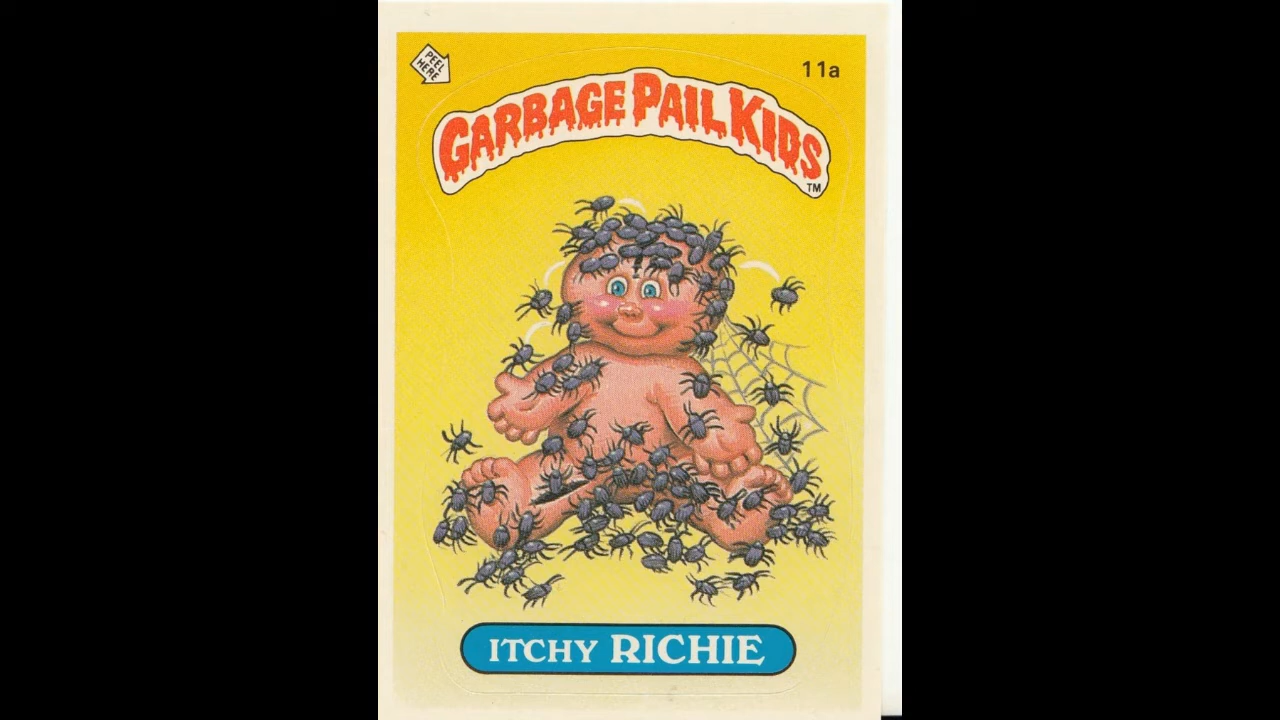 PEEL
HERE
11a
GARBAGE PAIL KIDS
TM
ITCHY RICHIE